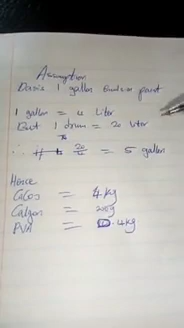 Assumption
Basis 1 gallon emulsion paint
1 gallon = 4 liter
But 1 drum = 20 liter
∴ 20/4 = 5 gallon
Hence
CaCO3 = 4kg
Calgon =
PVA = 0.4kg